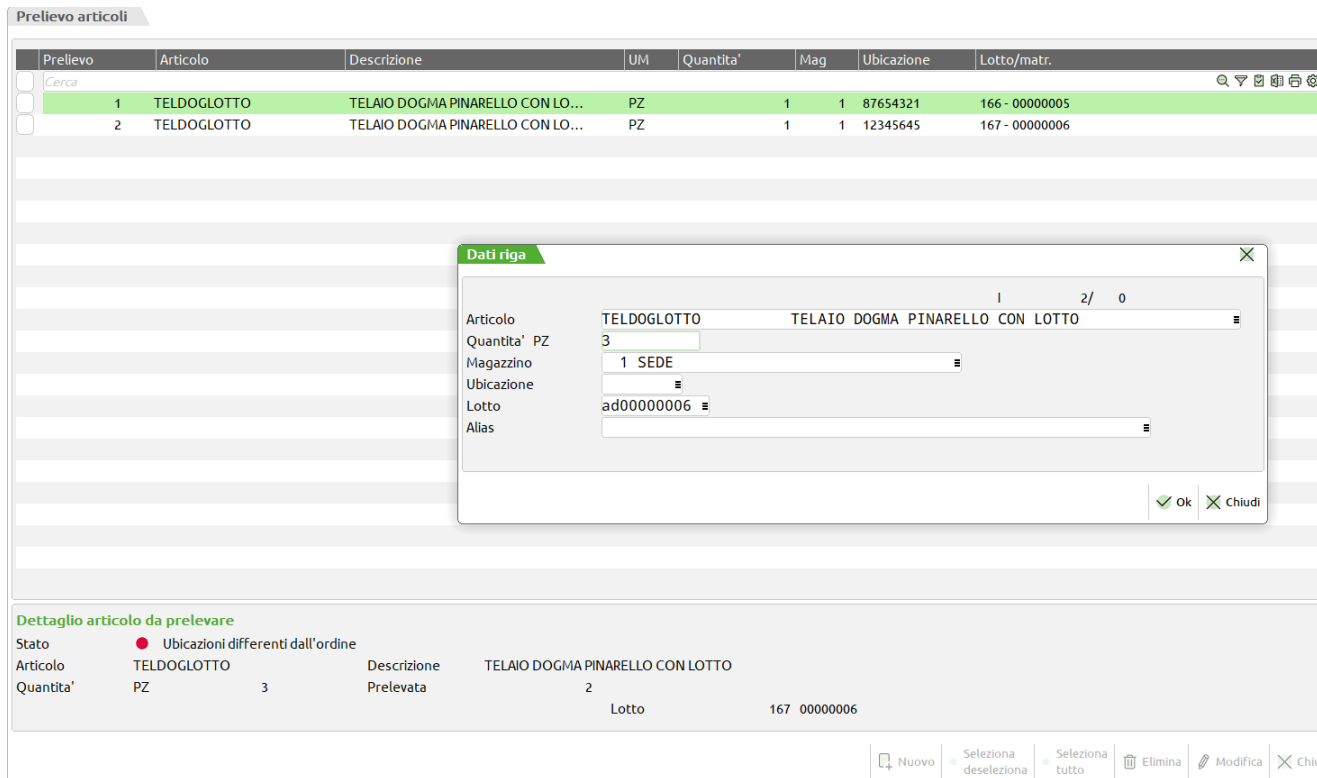 Prelievo articoli
Prelievo Articolo Descrizione UM Quantita' Mag Ubicazione Lotto/matr.
Cerca
1 TELDOGLOTTO TELAIO DOGMA PINARELLO CON LO... PZ 1 1 87654321 166 - 00000005
2 TELDOGLOTTO TELAIO DOGMA PINARELLO CON LO... PZ 1 1 12345645 167 - 00000006
Dati riga
I 2/ 0
Articolo TELDOGLOTTO TELAIO DOGMA PINARELLO CON LOTTO
Quantita' PZ 3
Magazzino 1 SEDE
Ubicazione
Lotto ad00000006
Alias
Ok Chiudi
Dettaglio articolo da prelevare
Stato Ubicazioni differenti dall'ordine
Articolo TELDOGLOTTO Descrizione TELAIO DOGMA PINARELLO CON LOTTO
Quantita' PZ 3 Prelevata 2
Lotto 167 00000006
Nuovo Seleziona deseleziona Seleziona tutto Elimina Modifica Chi